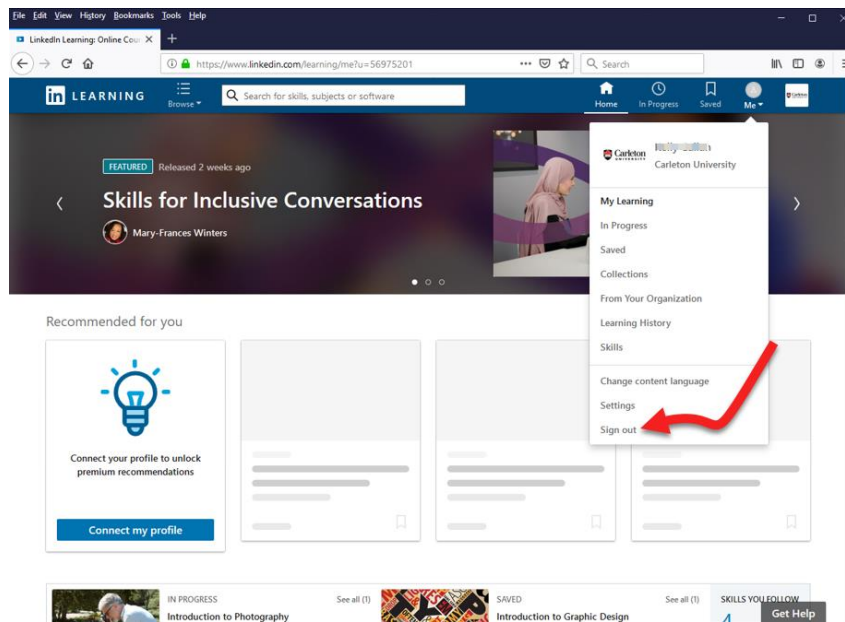 File Edit View History Bookmarks Tools Help
LinkedIn Learning: Online Cou
https://www.linkedin.com/learning/me?u=56975201
Search
in LEARNING
Browse
Search for skills, subjects or software
Home
In Progress
Saved
Me
Carleton
UNIVERSITY
Carleton University
FEATURED Released 2 weeks ago
Skills for Inclusive Conversations
Mary-Frances Winters
My Learning
In Progress
Saved
Collections
From Your Organization
Learning History
Skills
Change content language
Settings
Sign out
Recommended for you
Connect your profile to unlock
premium recommendations
Connect my profile
IN PROGRESS
See all (1)
Introduction to Photography
SAVED
See all (1)
Introduction to Graphic Design
SKILLS YOU FOLLOW
4
Get Help